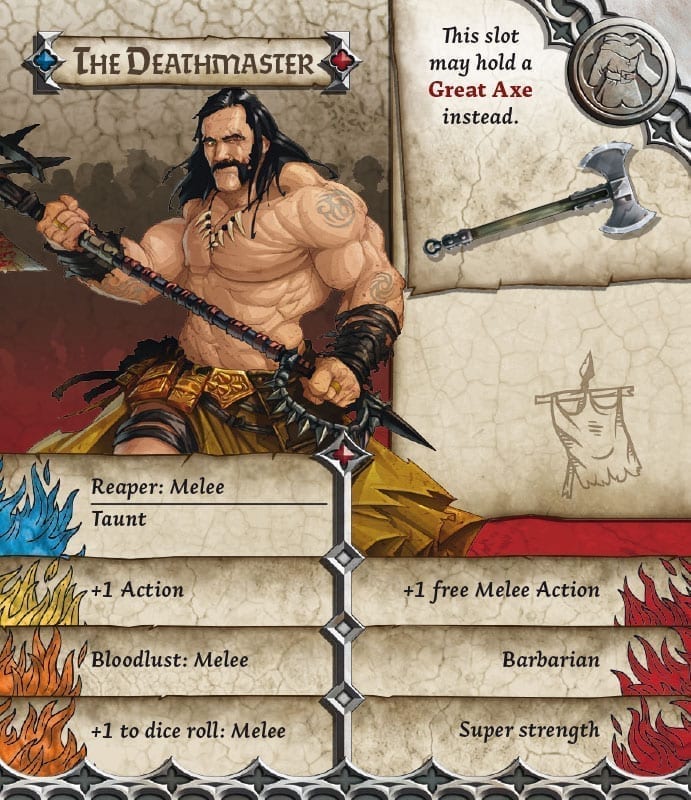 The Deathmaster
This slot
may hold a
Great Axe
instead.
Reaper: Melee
Taunt
+1 Action
+1 free Melee Action
Bloodlust: Melee
Barbarian
+1 to dice roll: Melee
Super strength